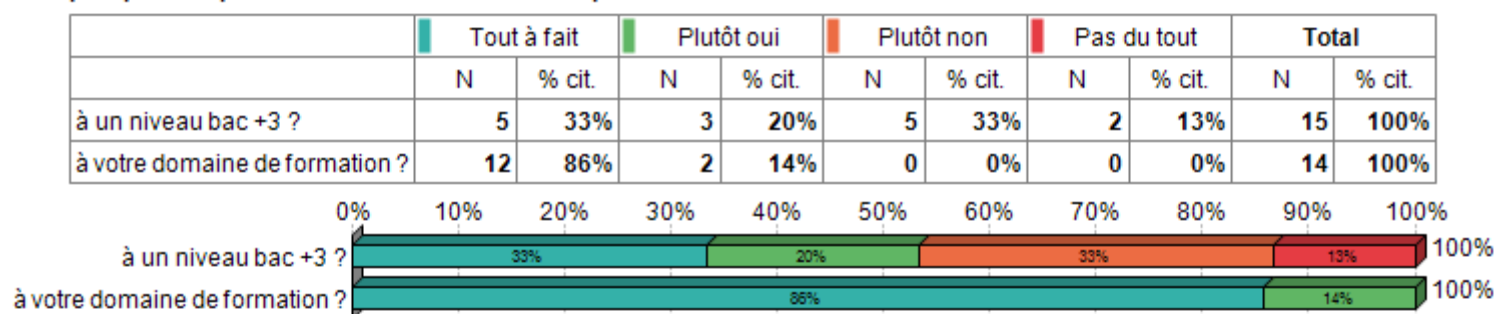 Tout à fait Plutôt oui Plutôt non Pas du tout Total
N % cit. N % cit. N % cit. N % cit. N % cit.
à un niveau bac +3 ? 5 33% 3 20% 5 33% 2 13% 15 100%
à votre domaine de formation ? 12 86% 2 14% 0 0% 0 0% 14 100%
0% 10% 20% 30% 40% 50% 60% 70% 80% 90% 100%
à un niveau bac +3 ? 33% 20% 33% 13% 100%
à votre domaine de formation ? 86% 14% 100%